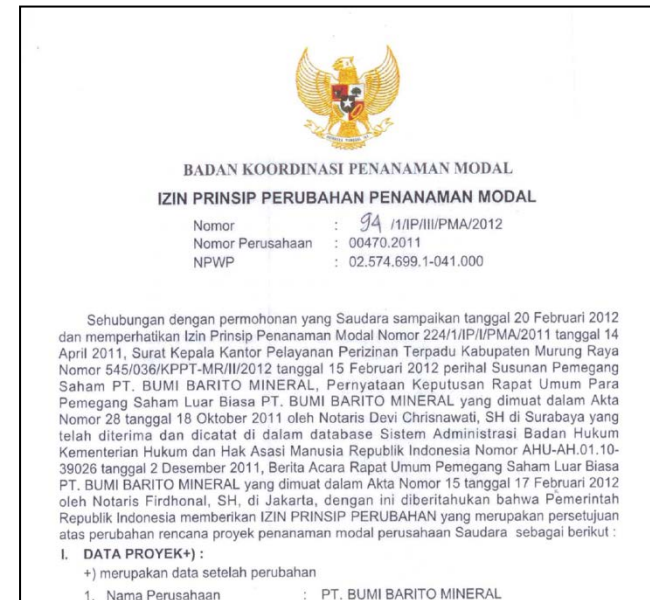 BADAN KOORDINASI PENANAMAN MODAL
IZIN PRINSIP PERUBAHAN PENANAMAN MODAL
Nomor : 94 /1/IP/III/PMA/2012
Nomor Perusahaan : 00470.2011
NPWP : 02.574.699.1-041.000
Sehubungan dengan permohonan yang Saudara sampaikan tanggal 20 Februari 2012
dan memperhatikan Izin Prinsip Penanaman Modal Nomor 224/1/IP/I/PMA/2011 tanggal 14
April 2011, Surat Kepala Kantor Pelayanan Perizinan Terpadu Kabupaten Murung Raya
Nomor 545/036/KPPT-MR/II/2012 tanggal 15 Februari 2012 perihal Susunan Pemegang
Saham PT. BUMI BARITO MINERAL, Pernyataan Keputusan Rapat Umum Para
Pemegang Saham Luar Biasa PT. BUMI BARITO MINERAL yang dimuat dalam Akta
Nomor 28 tanggal 18 Oktober 2011 oleh Notaris Devi Chrisnawati, SH di Surabaya yang
telah diterima dan dicatat di dalam database Sistem Administrasi Badan Hukum
Kementerian Hukum dan Hak Asasi Manusia Republik Indonesia Nomor AHU-AH.01.10-
39026 tanggal 2 Desember 2011, Berita Acara Rapat Umum Pemegang Saham Luar Biasa
PT. BUMI BARITO MINERAL yang dimuat dalam Akta Nomor 15 tanggal 17 Februari 2012
oleh Notaris Firdhonal, SH, di Jakarta, dengan ini diberitahukan bahwa Pemerintah
Republik Indonesia memberikan IZIN PRINSIP PERUBAHAN yang merupakan persetujuan
atas perubahan rencana proyek penanaman modal perusahaan Saudara sebagai berikut :
I. DATA PROYEK+) :
+) merupakan data setelah perubahan
1. Nama Perusahaan : PT. BUMI BARITO MINERAL